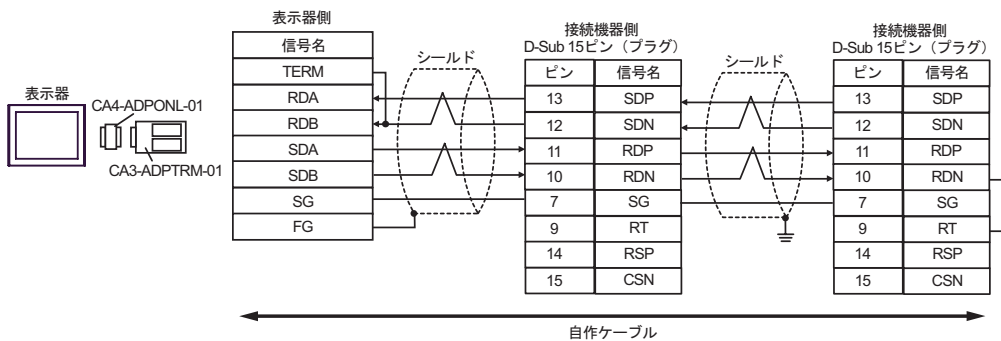 表示器
CA4-ADPONL-01
CA3-ADPTRM-01
表示器側
信号名
TERM
RDA
RDB
SDA
SDB
SG
FG
シールド
接続機器側
D-Sub 15ピン（プラグ）
ピン 信号名
13 SDP
12 SDN
11 RDP
10 RDN
7 SG
9 RT
14 RSP
15 CSN
シールド
接続機器側
D-Sub 15ピン（プラグ）
ピン 信号名
13 SDP
12 SDN
11 RDP
10 RDN
7 SG
9 RT
14 RSP
15 CSN
自作ケーブル